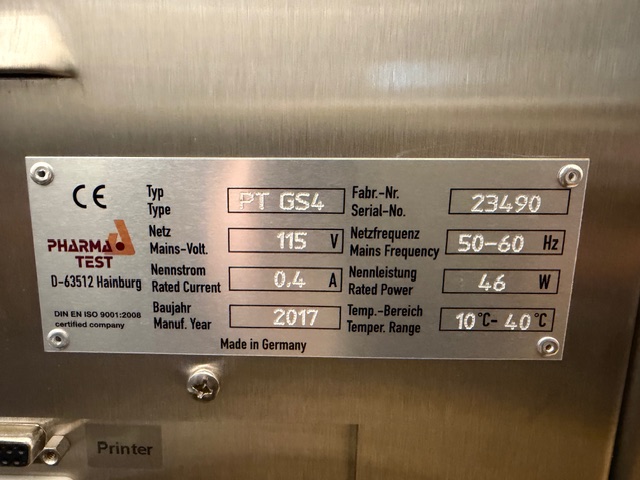 CE
PHARMA
TEST
D-63512 Hainburg
DIN EN ISO 9001:2008
certified company
Typ
Type
PT GS4
Netz
Mains-Volt.
115 V
Nennstrom
Rated Current
0.4 A
Baujahr
Manuf. Year
2017
Fabr.-Nr.
Serial-No.
23490
Netzfrequenz
Mains Frequency
50-60 Hz
Nennleistung
Rated Power
46 W
Temp.-Bereich
Temper. Range
10°C- 40°C
Made in Germany
Printer